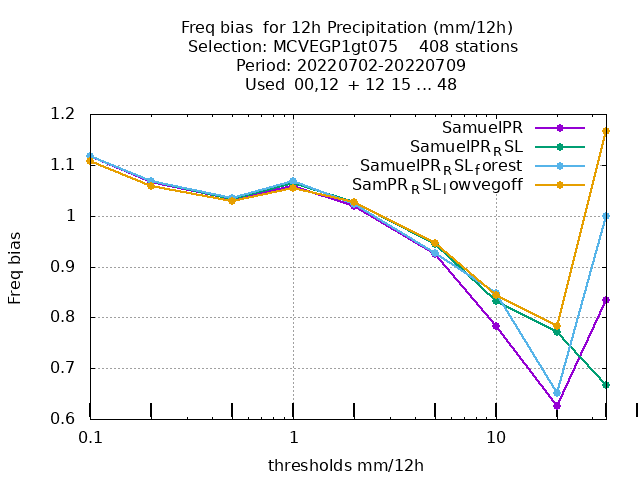 Freq bias  for 12h Precipitation (mm/12h)
Selection: MCVEGP1gt075    408 stations
Period: 20220702-20220709
Used  00,12  + 12 15 ... 48
SamuelPR
SamuelPR_RSL
SamuelPR_RSL_forest
SamPR_RSL_lowvegoff
1.2
1.1
1
0.9
0.8
0.7
0.6
Freq bias
0.1 1 10
thresholds mm/12h